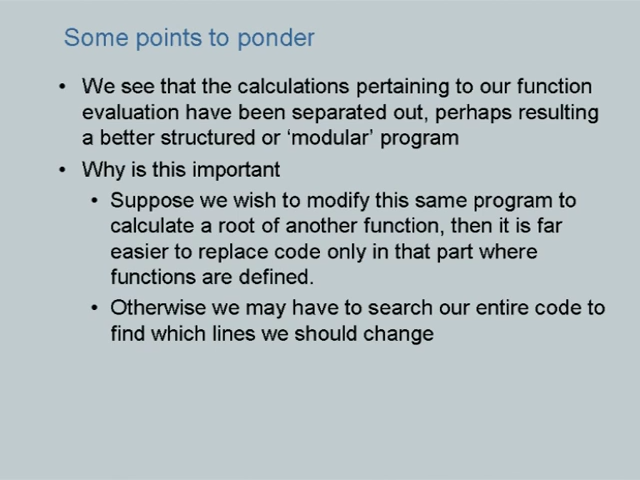 Some points to ponder
• We see that the calculations pertaining to our function
evaluation have been separated out, perhaps resulting
a better structured or ‘modular’ program
• Why is this important
• Suppose we wish to modify this same program to
calculate a root of another function, then it is far
easier to replace code only in that part where
functions are defined.
• Otherwise we may have to search our entire code to
find which lines we should change